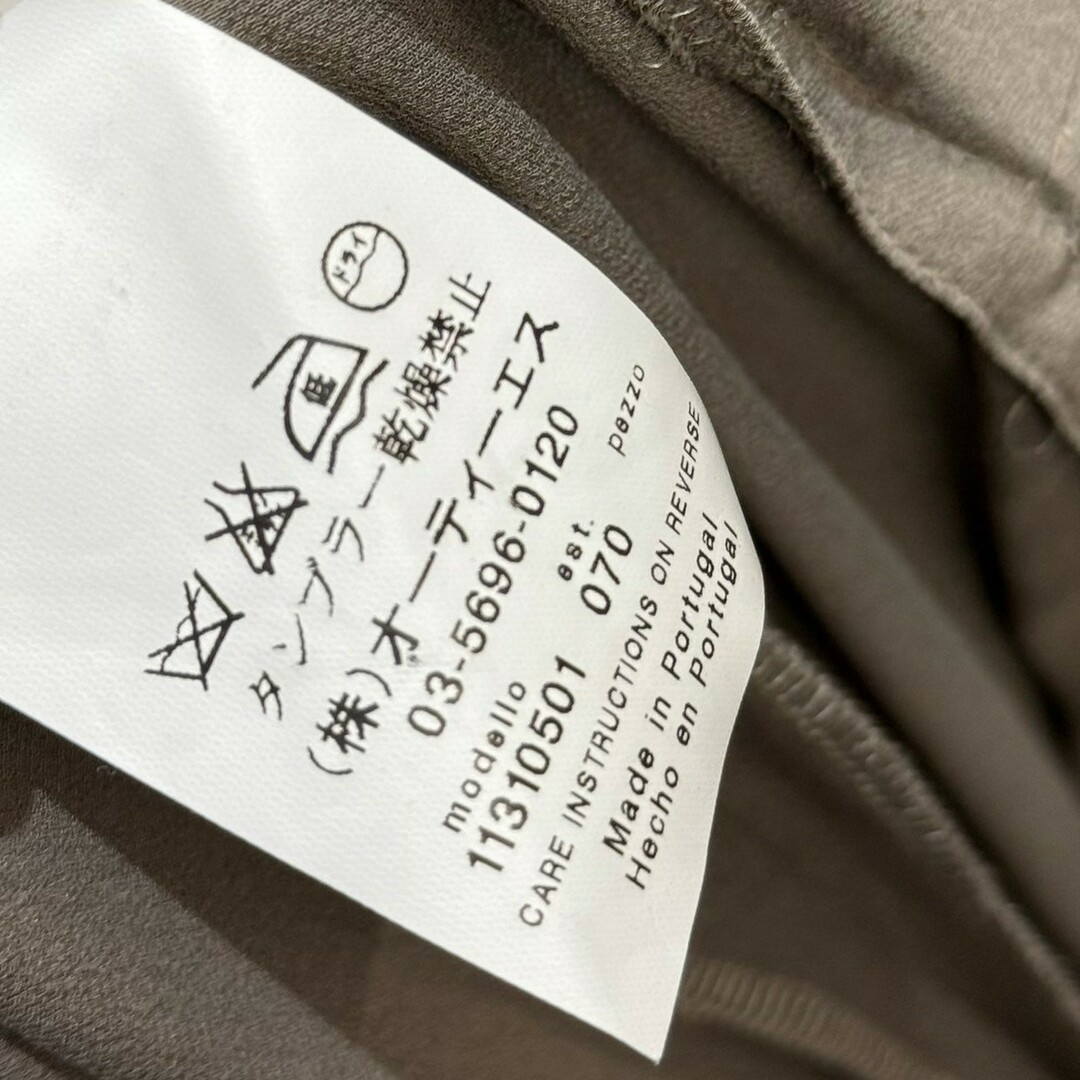 ドライ
低
タンブラー乾燥禁止
(株)オーティーエス
03-5696-0120
modello est. pezzo
11310501 070
CARE INSTRUCTIONS ON REVERSE
Made in Portugal
Hecho en Portugal